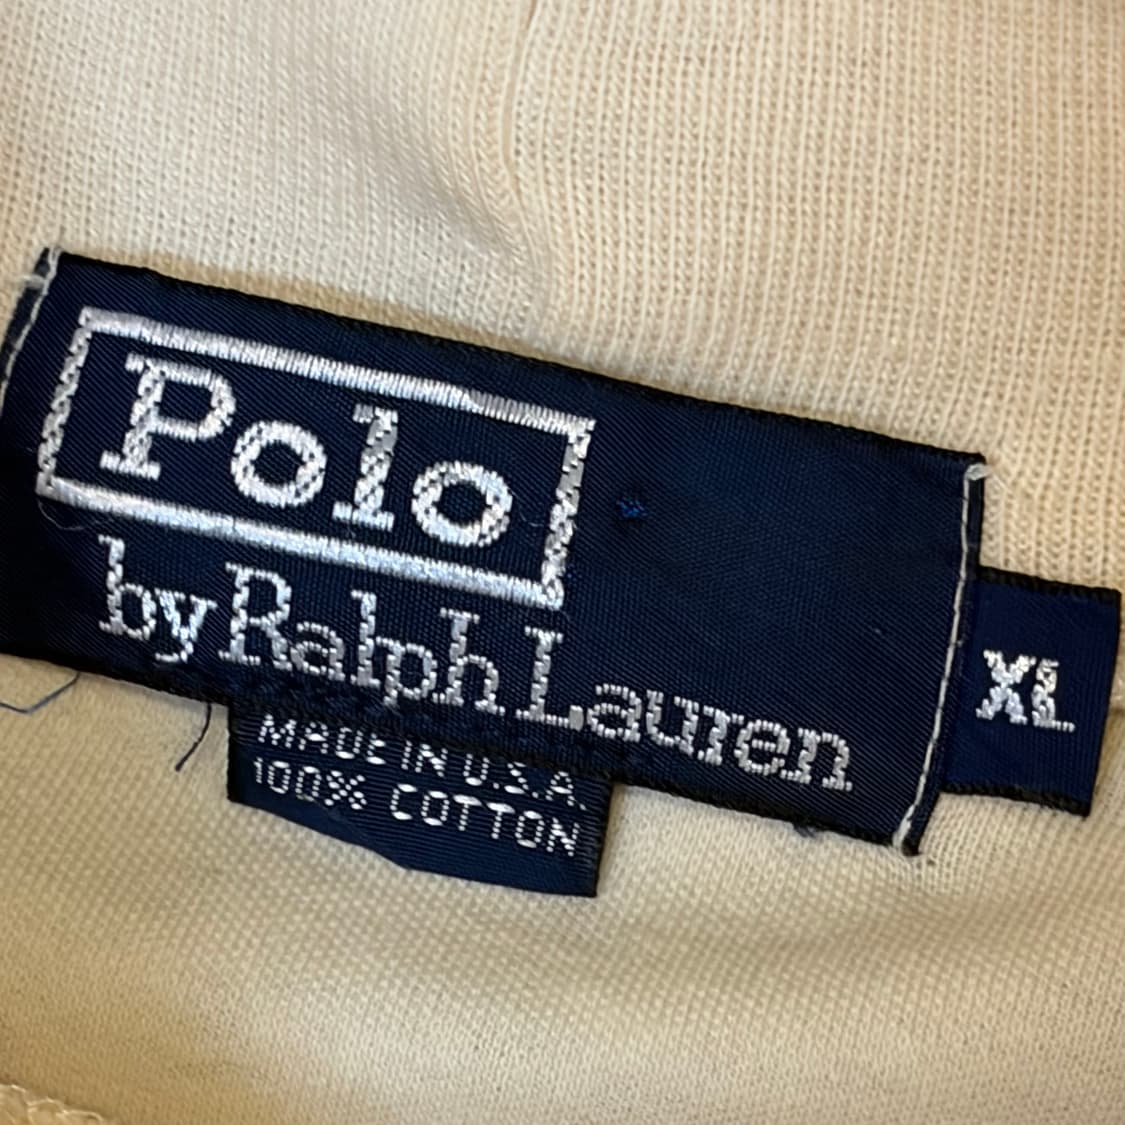 Polo
by Ralph Lauren
XL
MADE IN U.S.A.
100% COTTON